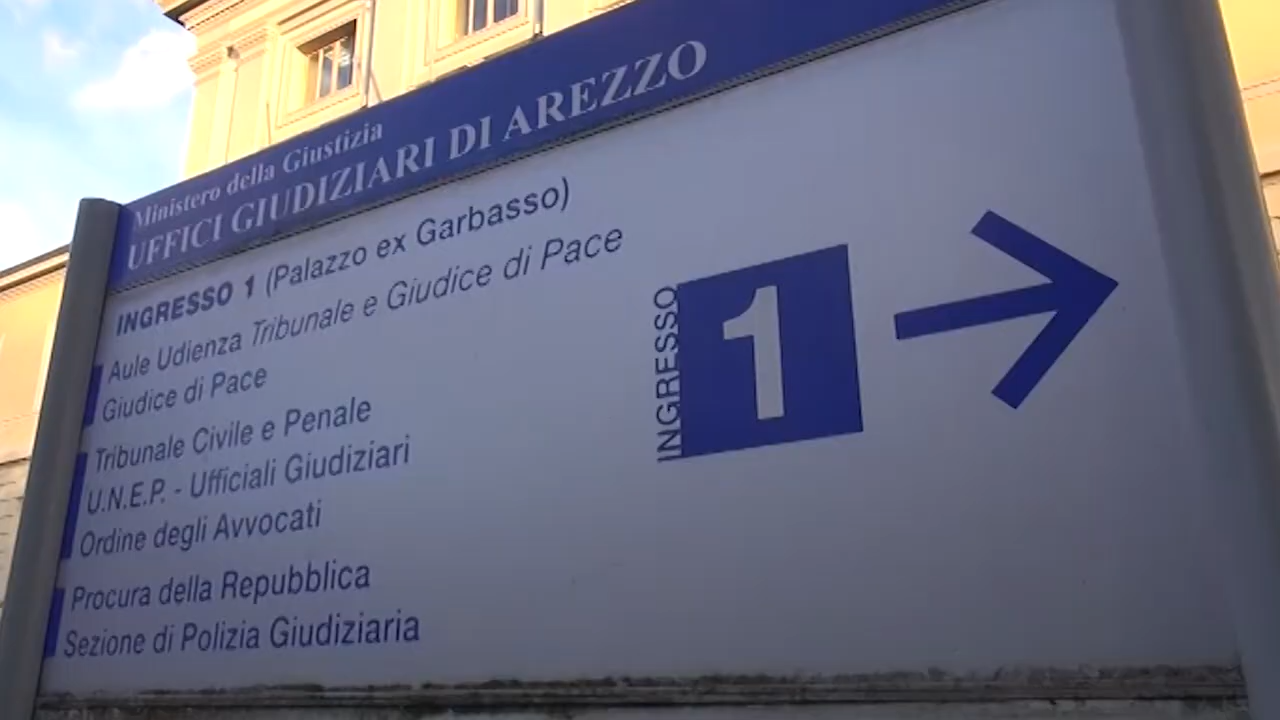 Ministero della Giustizia
UFFICI GIUDIZIARI DI AREZZO
INGRESSO 1 (Palazzo ex Garbasso)
Aule Udienza Tribunale e Giudice di Pace
Giudice di Pace
Tribunale Civile e Penale
U.N.E.P. - Ufficiali Giudiziari
Ordine degli Avvocati
Procura della Repubblica
Sezione di Polizia Giudiziaria
INGRESSO
1